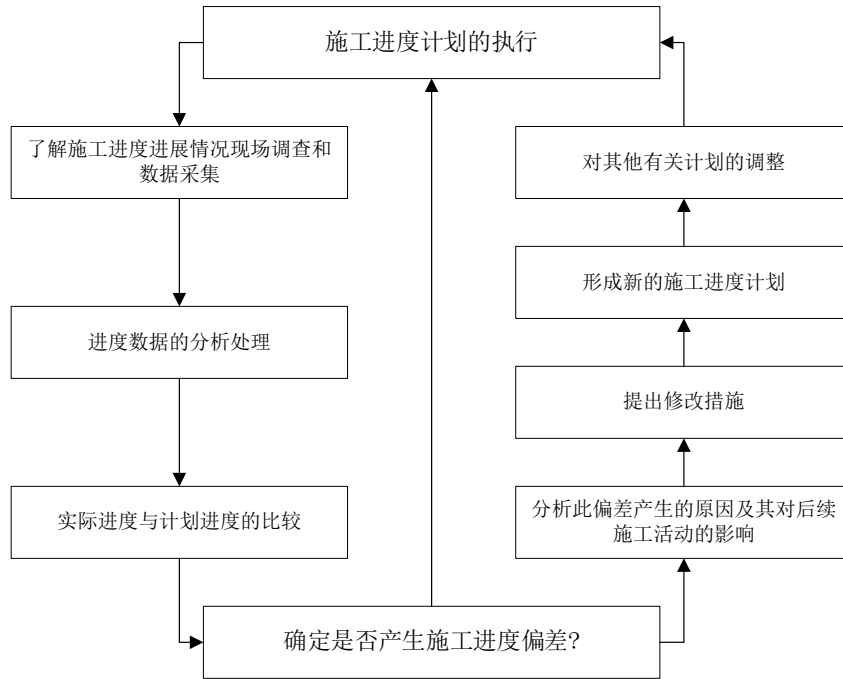 施工进度计划的执行
了解施工进度进展情况现场调查和
数据采集
进度数据的分析处理
实际进度与计划进度的比较
确定是否产生施工进度偏差?
分析此偏差产生的原因及其对后续
施工活动的影响
提出修改措施
形成新的施工进度计划
对其他有关计划的调整